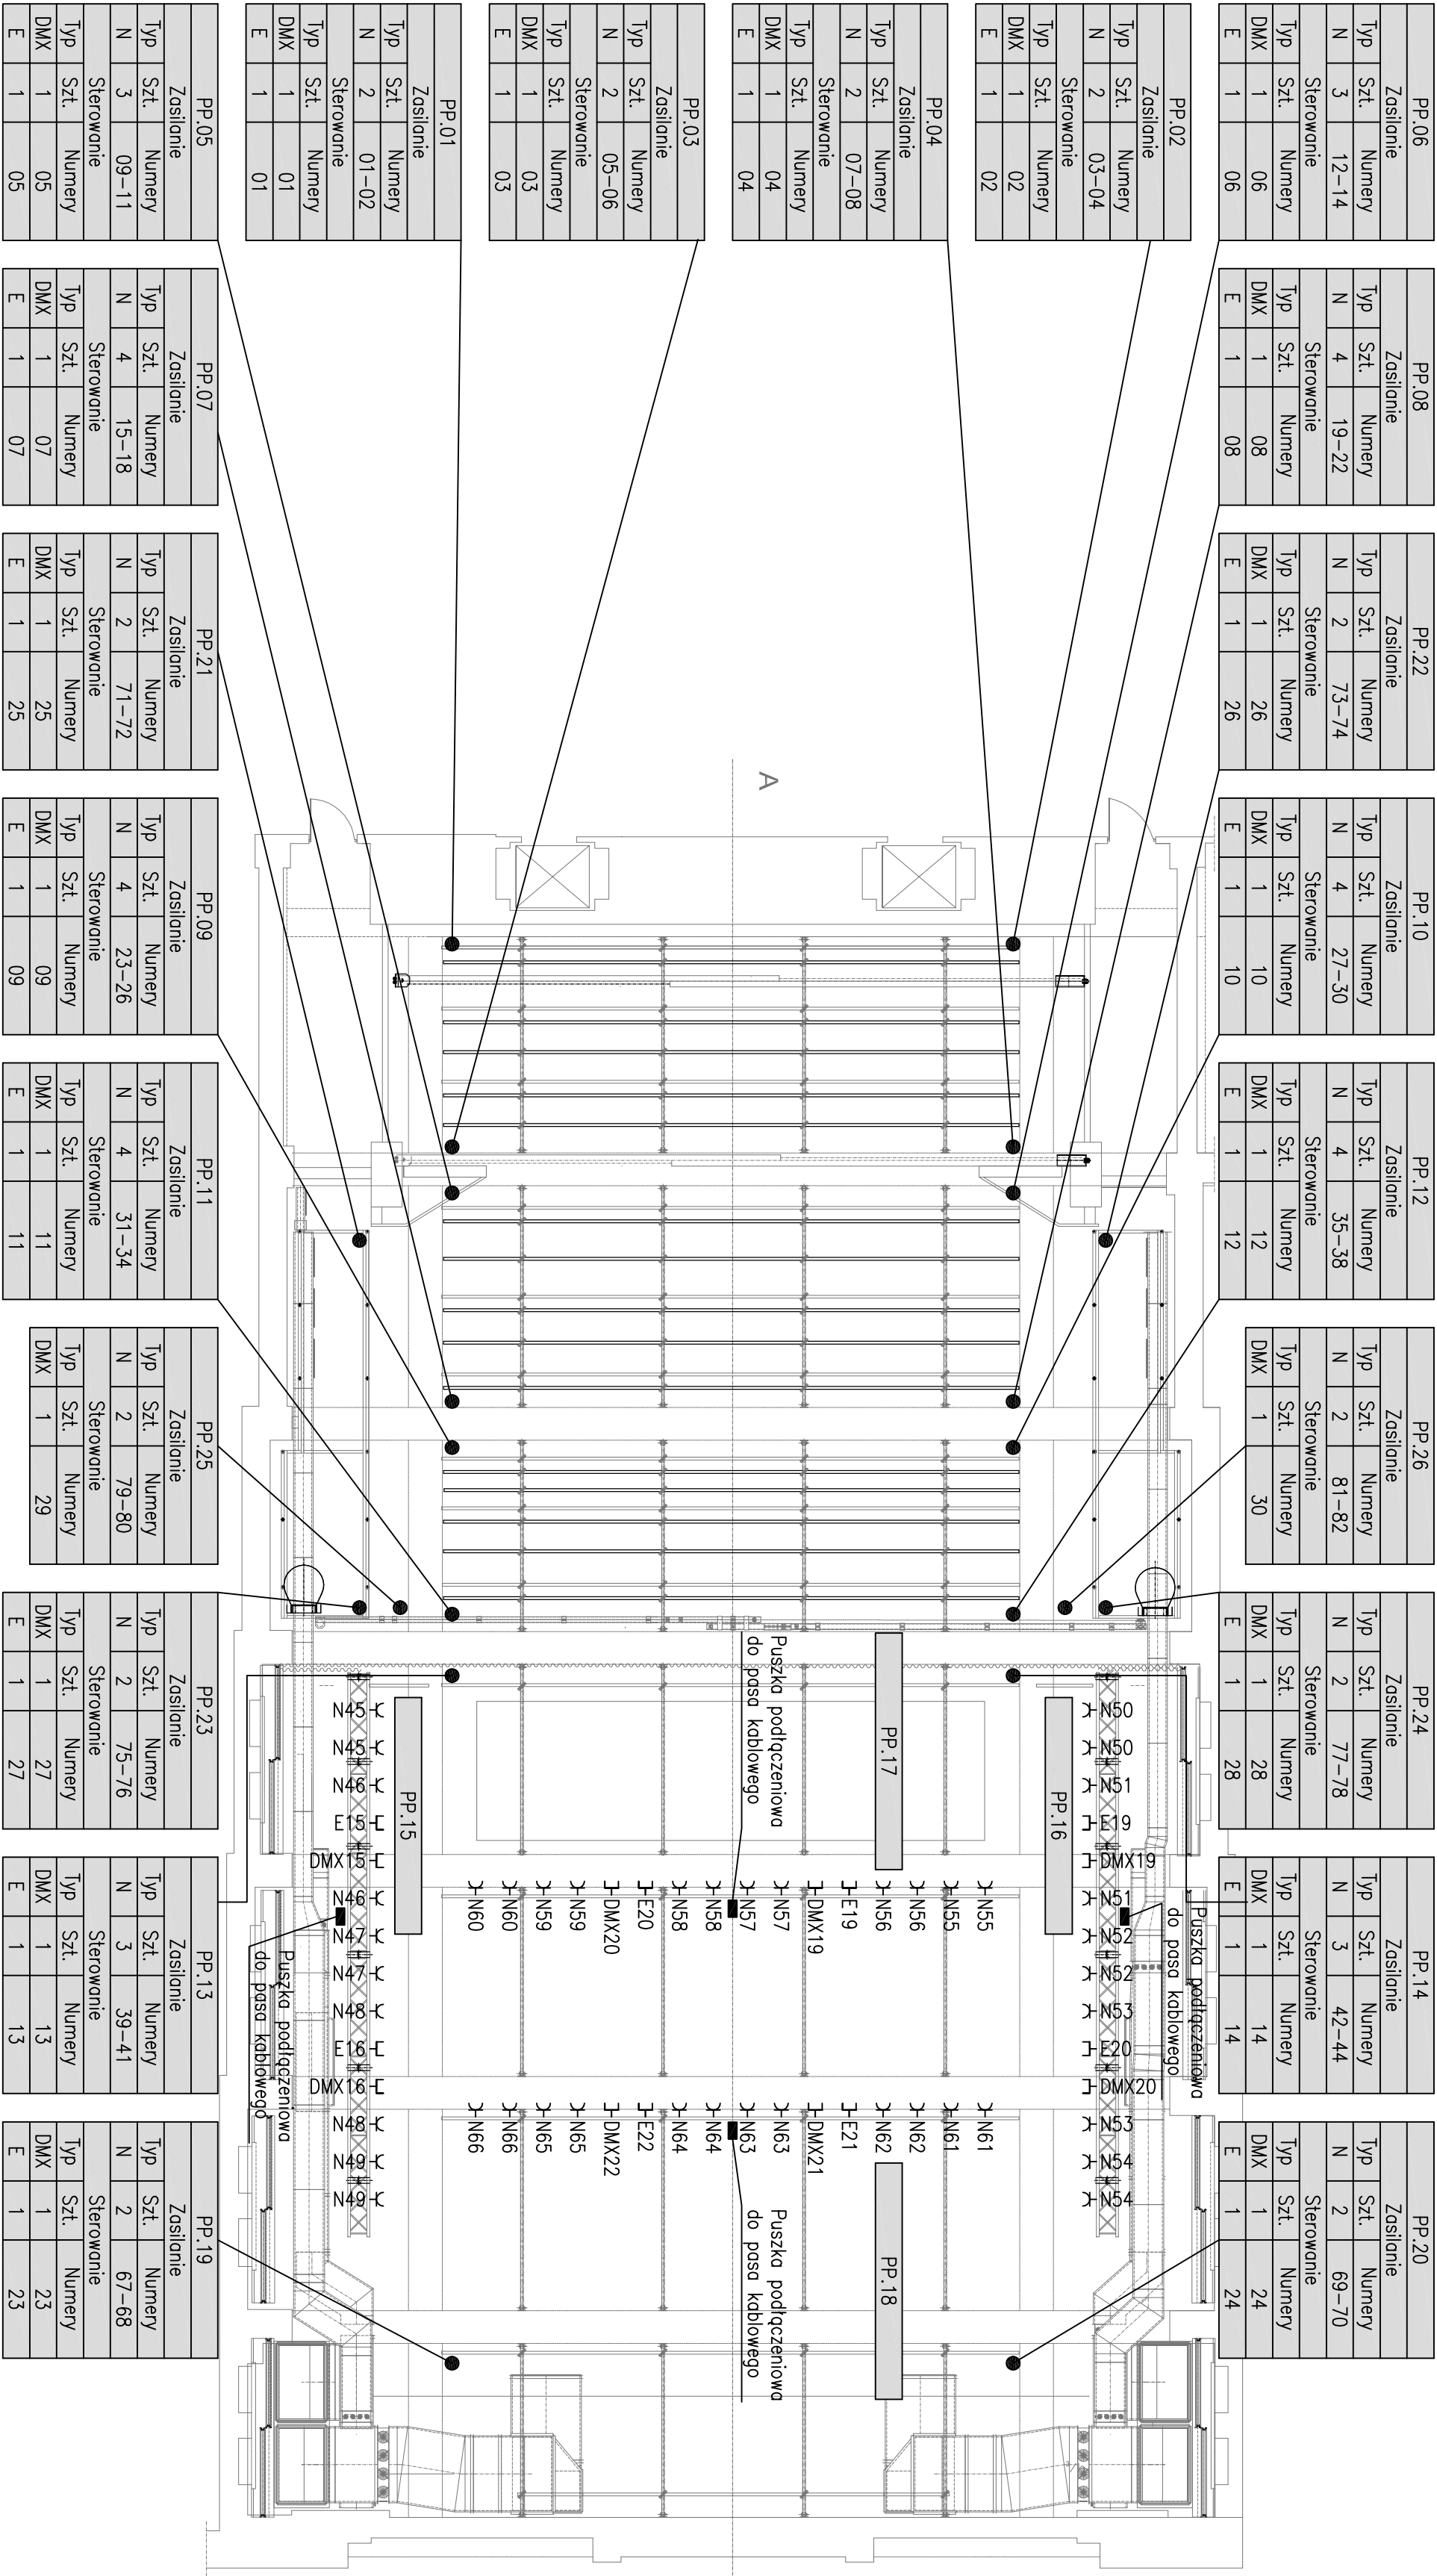 PP.06
Zasilanie
Typ Szt. Numery
N 3 12-14
Sterowanie
Typ Szt. Numery
DMX 1 06
E 1 06
PP.08
Zasilanie
Typ Szt. Numery
N 4 19-22
Sterowanie
Typ Szt. Numery
DMX 1 08
E 1 08
PP.22
Zasilanie
Typ Szt. Numery
N 2 73-74
Sterowanie
Typ Szt. Numery
DMX 1 26
E 1 26
PP.10
Zasilanie
Typ Szt. Numery
N 4 27-30
Sterowanie
Typ Szt. Numery
DMX 1 10
E 1 10
PP.12
Zasilanie
Typ Szt. Numery
N 4 35-38
Sterowanie
Typ Szt. Numery
DMX 1 12
E 1 12
PP.26
Zasilanie
Typ Szt. Numery
N 2 81-82
Sterowanie
Typ Szt. Numery
DMX 1 30
PP.24
Zasilanie
Typ Szt. Numery
N 2 77-78
Sterowanie
Typ Szt. Numery
DMX 1 28
E 1 28
PP.14
Zasilanie
Typ Szt. Numery
N 3 42-44
Sterowanie
Typ Szt. Numery
DMX 1 14
E 1 14
PP.20
Zasilanie
Typ Szt. Numery
N 2 69-70
Sterowanie
Typ Szt. Numery
DMX 1 24
E 1 24
PP.02
Zasilanie
Typ Szt. Numery
N 2 03-04
Sterowanie
Typ Szt. Numery
DMX 1 02
E 1 02
PP.04
Zasilanie
Typ Szt. Numery
N 2 07-08
Sterowanie
Typ Szt. Numery
DMX 1 04
E 1 04
PP.03
Zasilanie
Typ Szt. Numery
N 2 05-06
Sterowanie
Typ Szt. Numery
DMX 1 03
E 1 03
PP.01
Zasilanie
Typ Szt. Numery
N 2 01-02
Sterowanie
Typ Szt. Numery
DMX 1 01
E 1 01
A
Puszka podłączeniowa
do pasa kablowego
N50
N50
N51
E19
DMX19
N51
N52
N52
N53
E20
DMX20
N53
N54
N54
PP.16
PP.17
PP.18
N55
N55
N56
N56
E19
DMX19
N57
N57
N58
N58
E20
DMX20
N59
N59
N60
N60
N61
N61
N62
N62
E21
DMX21
N63
N63
N64
N64
E22
DMX22
N65
N65
N66
N66
Puszka podłączeniowa
do pasa kablowego
Puszka podłączeniowa
do pasa kablowego
PP.15
N45
N45
N46
E15
DMX15
N46
N47
N47
N48
E16
DMX16
N48
N49
N49
Puszka podłączeniowa
do pasa kablowego
PP.05
Zasilanie
Typ Szt. Numery
N 3 09-11
Sterowanie
Typ Szt. Numery
DMX 1 05
E 1 05
PP.07
Zasilanie
Typ Szt. Numery
N 4 15-18
Sterowanie
Typ Szt. Numery
DMX 1 07
E 1 07
PP.21
Zasilanie
Typ Szt. Numery
N 2 71-72
Sterowanie
Typ Szt. Numery
DMX 1 25
E 1 25
PP.09
Zasilanie
Typ Szt. Numery
N 4 23-26
Sterowanie
Typ Szt. Numery
DMX 1 09
E 1 09
PP.11
Zasilanie
Typ Szt. Numery
N 4 31-34
Sterowanie
Typ Szt. Numery
DMX 1 11
E 1 11
PP.25
Zasilanie
Typ Szt. Numery
N 2 79-80
Sterowanie
Typ Szt. Numery
DMX 1 29
PP.23
Zasilanie
Typ Szt. Numery
N 2 75-76
Sterowanie
Typ Szt. Numery
DMX 1 27
E 1 27
PP.13
Zasilanie
Typ Szt. Numery
N 3 39-41
Sterowanie
Typ Szt. Numery
DMX 1 13
E 1 13
PP.19
Zasilanie
Typ Szt. Numery
N 2 67-68
Sterowanie
Typ Szt. Numery
DMX 1 23
E 1 23